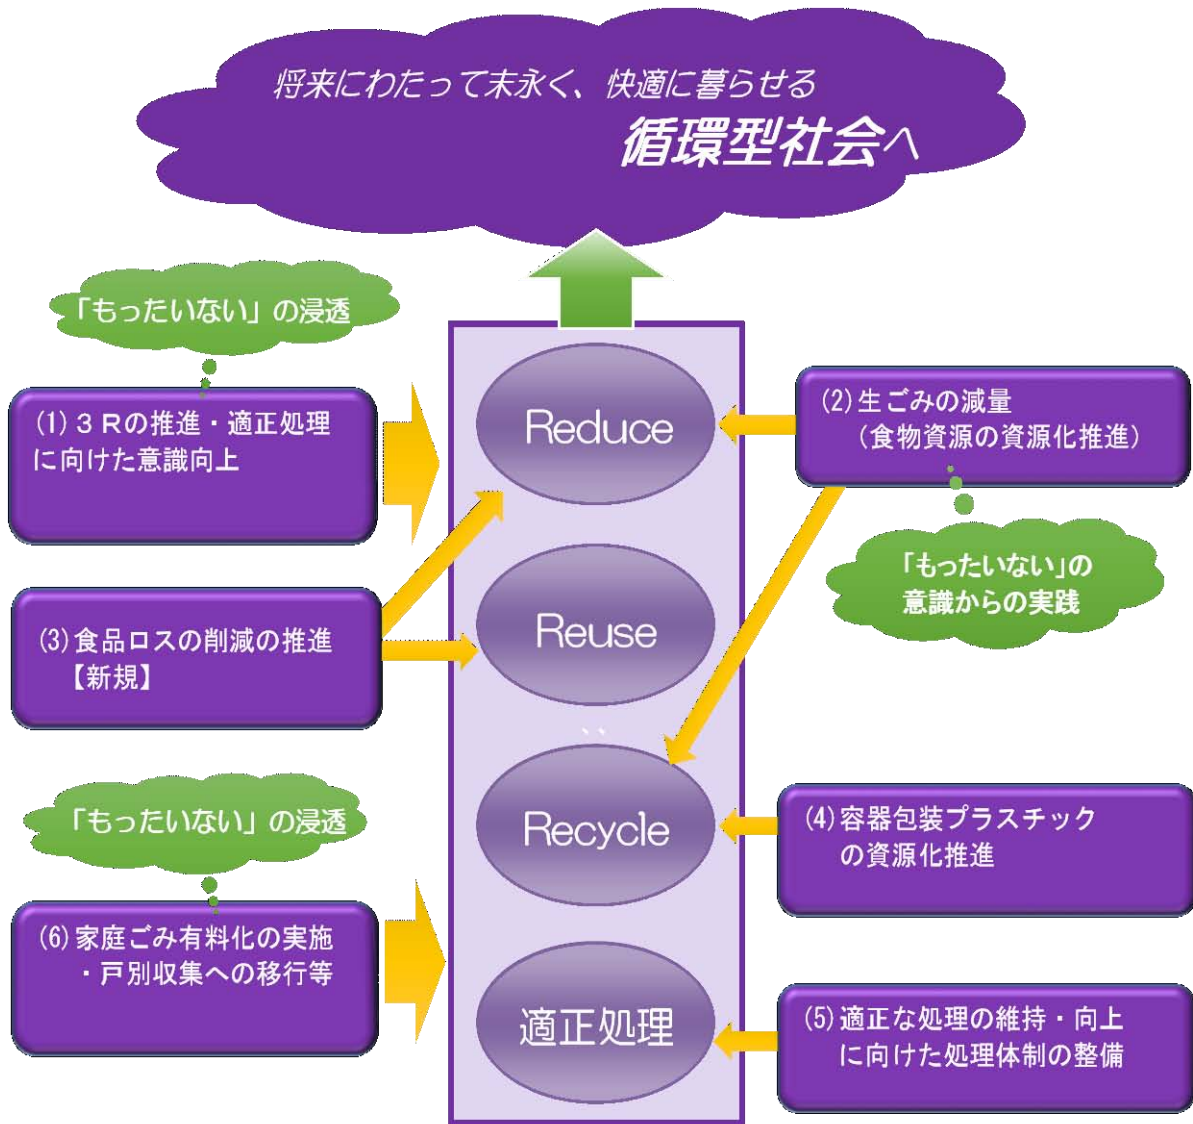 将来にわたって末永く、快適に暮らせる
循環型社会へ
「もったいない」の浸透
(1)３Ｒの推進・適正処理
に向けた意識向上
Reduce
(2)生ごみの減量
（食物資源の資源化推進）
「もったいない」の
意識からの実践
(3)食品ロスの削減の推進
【新規】
Reuse
「もったいない」の浸透
Recycle
(4)容器包装プラスチック
の資源化推進
(6)家庭ごみ有料化の実施
・戸別収集への移行等
適正処理
(5)適正な処理の維持・向上
に向けた処理体制の整備